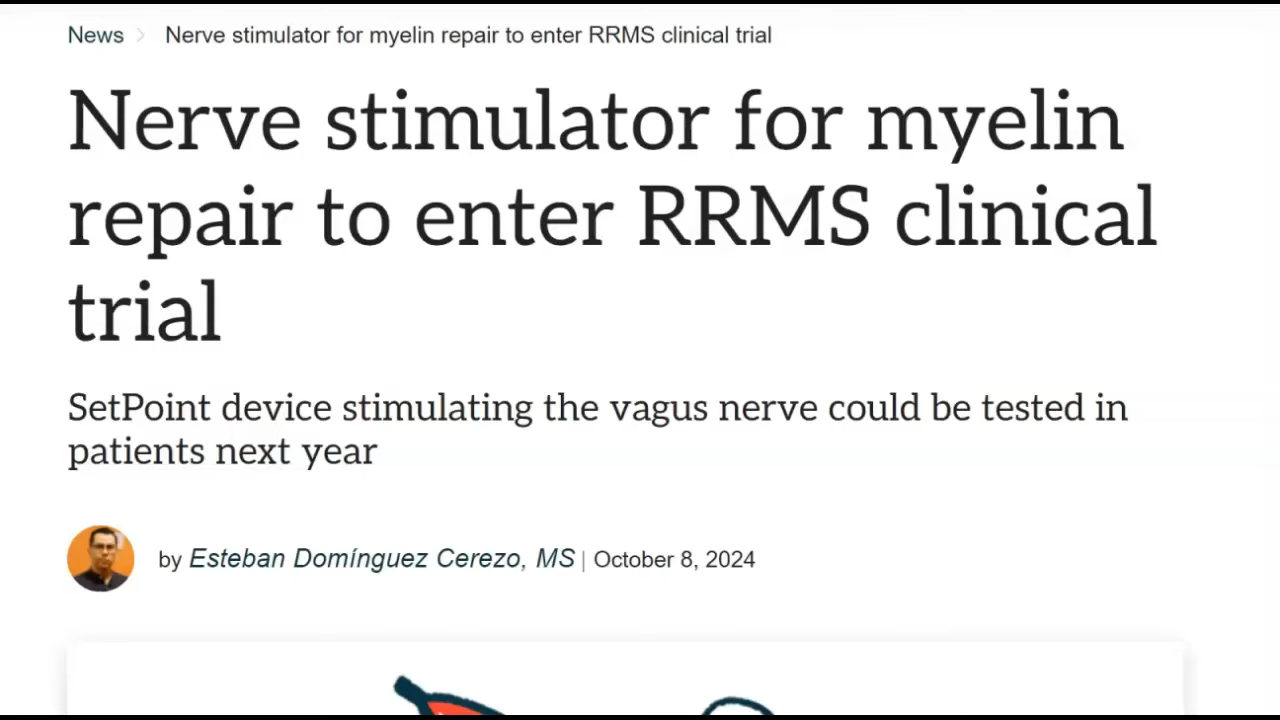 News > Nerve stimulator for myelin repair to enter RRMS clinical trial
Nerve stimulator for myelin
repair to enter RRMS clinical
trial
SetPoint device stimulating the vagus nerve could be tested in
patients next year
by Esteban Domínguez Cerezo, MS | October 8, 2024